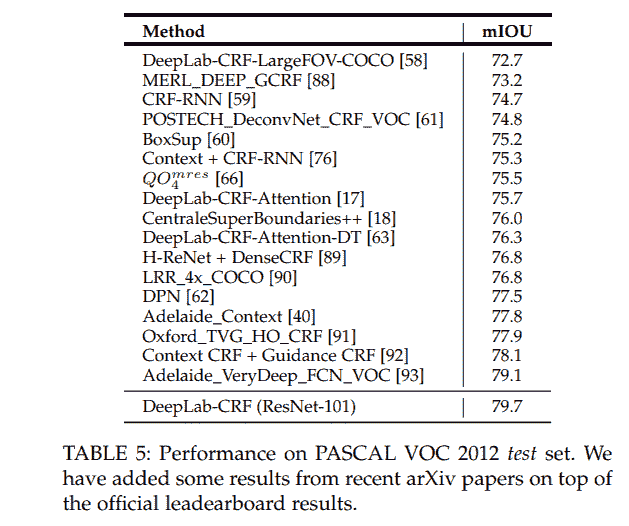 Method mIOU
DeepLab-CRF-LargeFOV-COCO [58] 72.7
MERL_DEEP_GCRF [88] 73.2
CRF-RNN [59] 74.7
POSTECH_DeconvNet_CRF_VOC [61] 74.8
BoxSup [60] 75.2
Context + CRF-RNN [76] 75.3
QO₄ᵐʳᵉˢ [66] 75.5
DeepLab-CRF-Attention [17] 75.7
CentraleSuperBoundaries++ [18] 76.0
DeepLab-CRF-Attention-DT [63] 76.3
H-ReNet + DenseCRF [89] 76.8
LRR_4x_COCO [90] 76.8
DPN [62] 77.5
Adelaide_Context [40] 77.8
Oxford_TVG_HO_CRF [91] 77.9
Context CRF + Guidance CRF [92] 78.1
Adelaide_VeryDeep_FCN_VOC [93] 79.1
DeepLab-CRF (ResNet-101) 79.7
TABLE 5: Performance on PASCAL VOC 2012 test set. We
have added some results from recent arXiv papers on top of
the official leadearboard results.